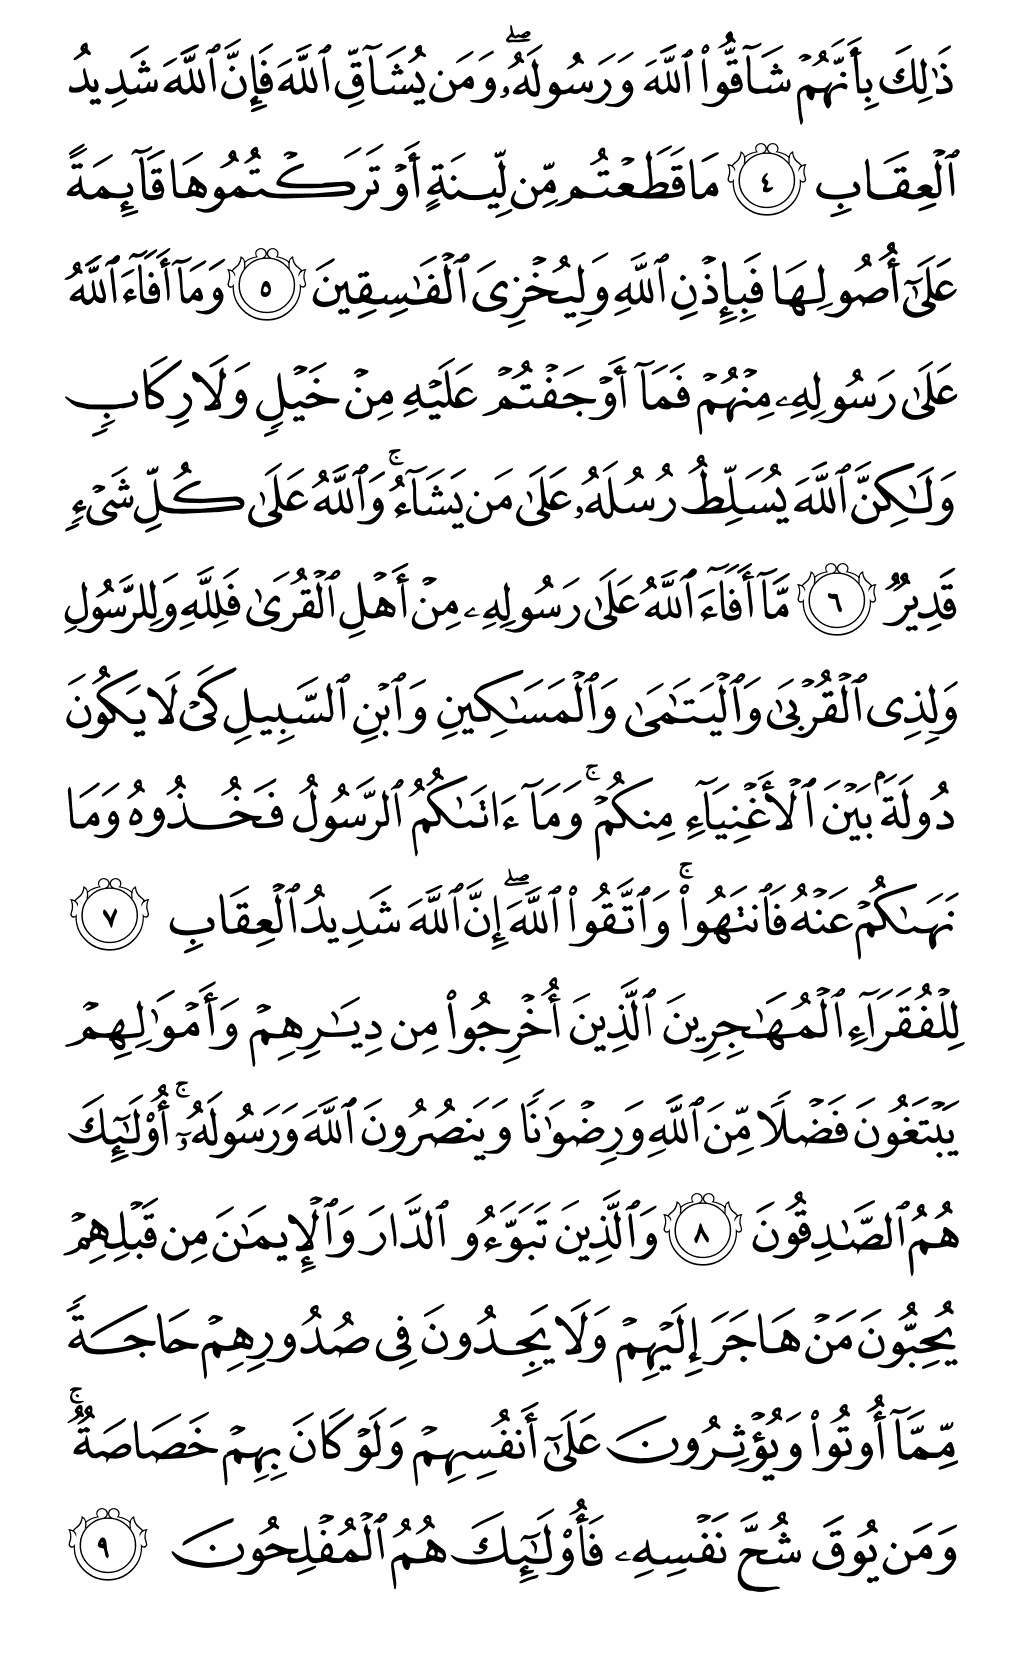 ذَٰلِكَ بِأَنَّهُمْ شَآقُّوا۟ ٱللَّهَ وَرَسُولَهُۥ ۖ وَمَن يُشَآقِّ ٱللَّهَ فَإِنَّ ٱللَّهَ شَدِيدُ
ٱلْعِقَابِ ٤ مَا قَطَعْتُم مِّن لِّينَةٍ أَوْ تَرَكْتُمُوهَا قَآئِمَةً
عَلَىٰٓ أُصُولِهَا فَبِإِذْنِ ٱللَّهِ وَلِيُخْزِىَ ٱلْفَـٰسِقِينَ ٥ وَمَآ أَفَآءَ ٱللَّهُ
عَلَىٰ رَسُولِهِۦ مِنْهُمْ فَمَآ أَوْجَفْتُمْ عَلَيْهِ مِنْ خَيْلٍ وَلَا رِكَابٍ
وَلَـٰكِنَّ ٱللَّهَ يُسَلِّطُ رُسُلَهُۥ عَلَىٰ مَن يَشَآءُ ۚ وَٱللَّهُ عَلَىٰ كُلِّ شَىْءٍ
قَدِيرٌ ٦ مَّآ أَفَآءَ ٱللَّهُ عَلَىٰ رَسُولِهِۦ مِنْ أَهْلِ ٱلْقُرَىٰ فَلِلَّهِ وَلِلرَّسُولِ
وَلِذِى ٱلْقُرْبَىٰ وَٱلْيَتَـٰمَىٰ وَٱلْمَسَـٰكِينِ وَٱبْنِ ٱلسَّبِيلِ كَىْ لَا يَكُونَ
دُولَةًۢ بَيْنَ ٱلْأَغْنِيَآءِ مِنكُمْ ۚ وَمَآ ءَاتَىٰكُمُ ٱلرَّسُولُ فَخُذُوهُ وَمَا
نَهَىٰكُمْ عَنْهُ فَٱنتَهُوا۟ ۚ وَٱتَّقُوا۟ ٱللَّهَ ۖ إِنَّ ٱللَّهَ شَدِيدُ ٱلْعِقَابِ ٧
لِلْفُقَرَآءِ ٱلْمُهَـٰجِرِينَ ٱلَّذِينَ أُخْرِجُوا۟ مِن دِيَـٰرِهِمْ وَأَمْوَٰلِهِمْ
يَبْتَغُونَ فَضْلًا مِّنَ ٱللَّهِ وَرِضْوَٰنًا وَيَنصُرُونَ ٱللَّهَ وَرَسُولَهُۥٓ ۚ أُو۟لَـٰٓئِكَ
هُمُ ٱلصَّـٰدِقُونَ ٨ وَٱلَّذِينَ تَبَوَّءُو ٱلدَّارَ وَٱلْإِيمَـٰنَ مِن قَبْلِهِمْ
يُحِبُّونَ مَنْ هَاجَرَ إِلَيْهِمْ وَلَا يَجِدُونَ فِى صُدُورِهِمْ حَاجَةً
مِّمَّآ أُوتُوا۟ وَيُؤْثِرُونَ عَلَىٰٓ أَنفُسِهِمْ وَلَوْ كَانَ بِهِمْ خَصَاصَةٌ ۚ
وَمَن يُوقَ شُحَّ نَفْسِهِۦ فَأُو۟لَـٰٓئِكَ هُمُ ٱلْمُفْلِحُونَ ٩